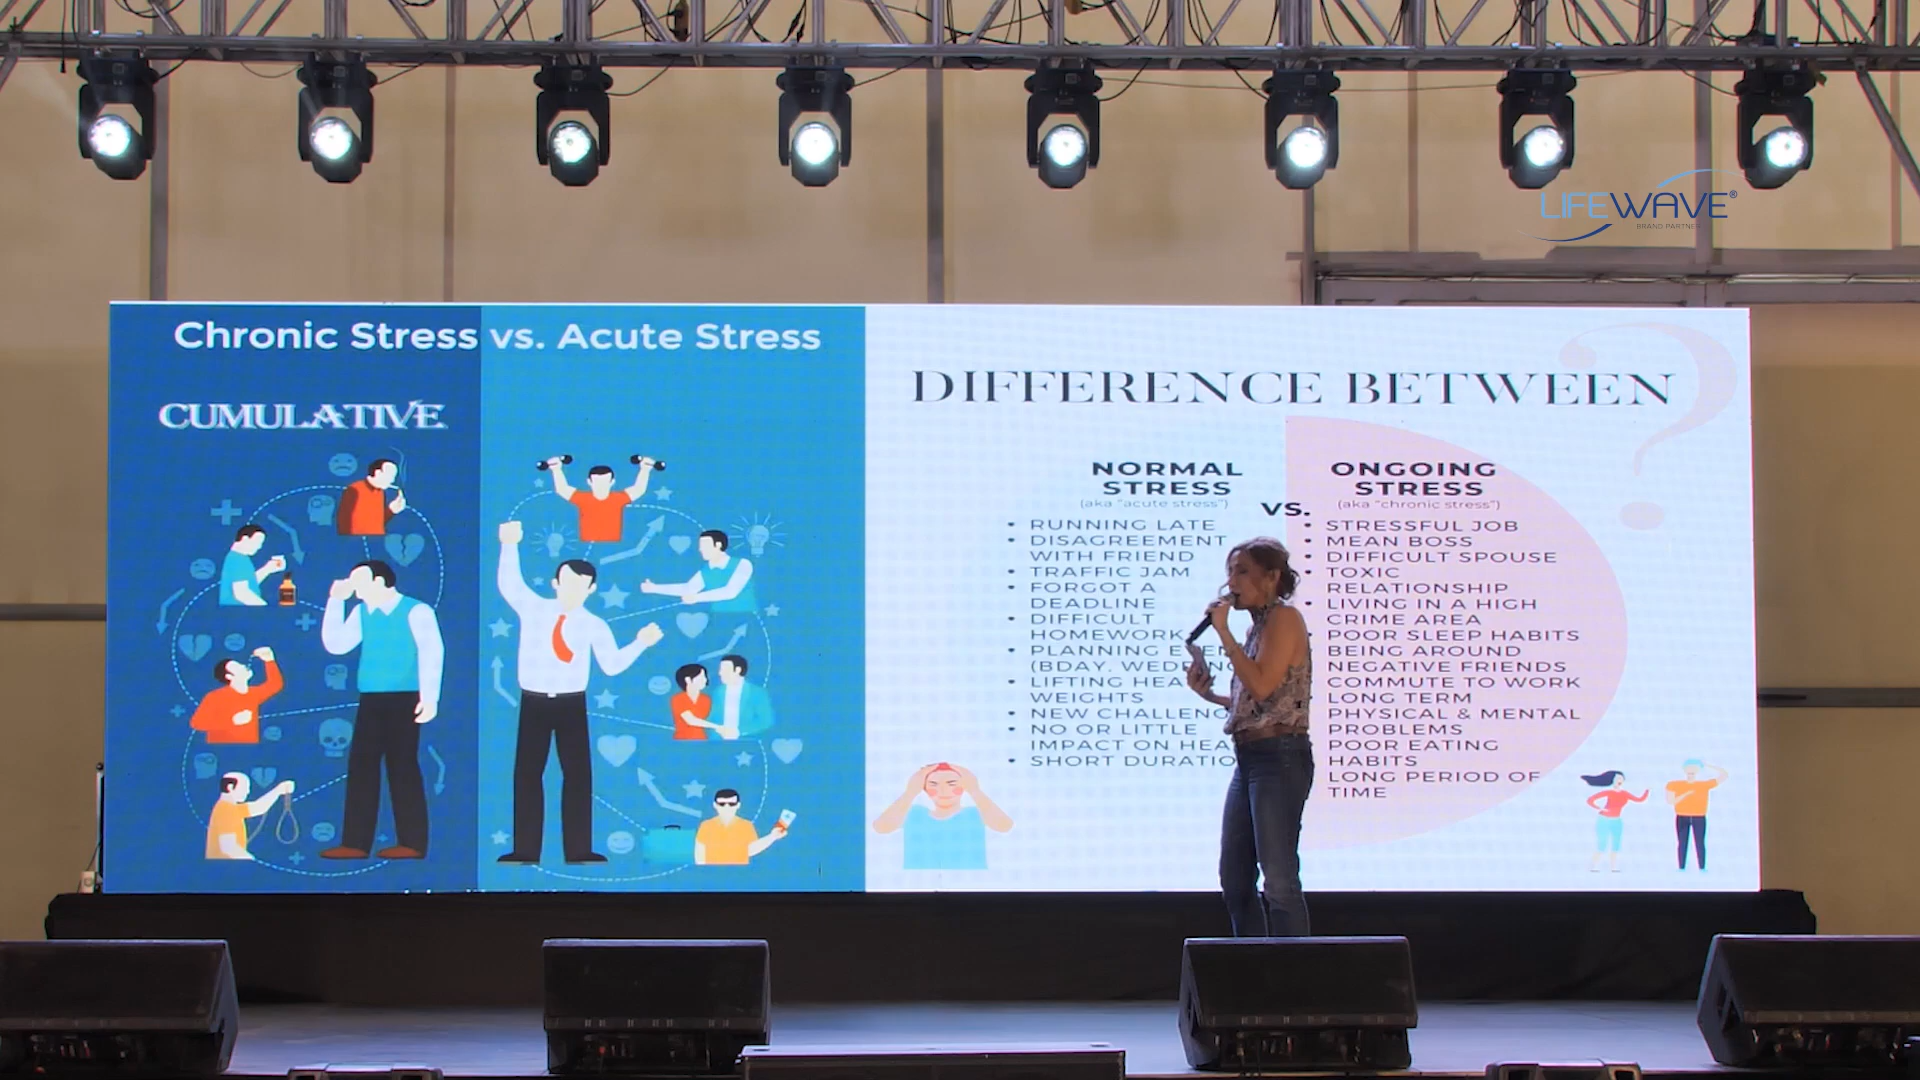 LIFEWAVE®
BRAND PARTNER
Chronic Stress vs. Acute Stress
CUMULATIVE
DIFFERENCE BETWEEN
?
NORMAL
STRESS
(aka "acute stress")
• RUNNING LATE
• DISAGREEMENT
WITH FRIEND
• TRAFFIC JAM
• FORGOT A
DEADLINE
• DIFFICULT
HOMEWORK
• PLANNING
(BDAY, WEDDING
• LIFTING
WEIGHTS
• NEW
• NO OR LITTLE
IMPACT ON
• SHORT
VS.
ONGOING
STRESS
(aka "chronic stress")
• STRESSFUL JOB
• MEAN BOSS
• DIFFICULT SPOUSE
• TOXIC
RELATIONSHIP
• LIVING IN A HIGH
CRIME AREA
• POOR SLEEP HABITS
BEING AROUND
NEGATIVE FRIENDS
COMMUTE TO WORK
LONG TERM
PHYSICAL & MENTAL
PROBLEMS
POOR EATING
HABITS
LONG PERIOD OF
TIME